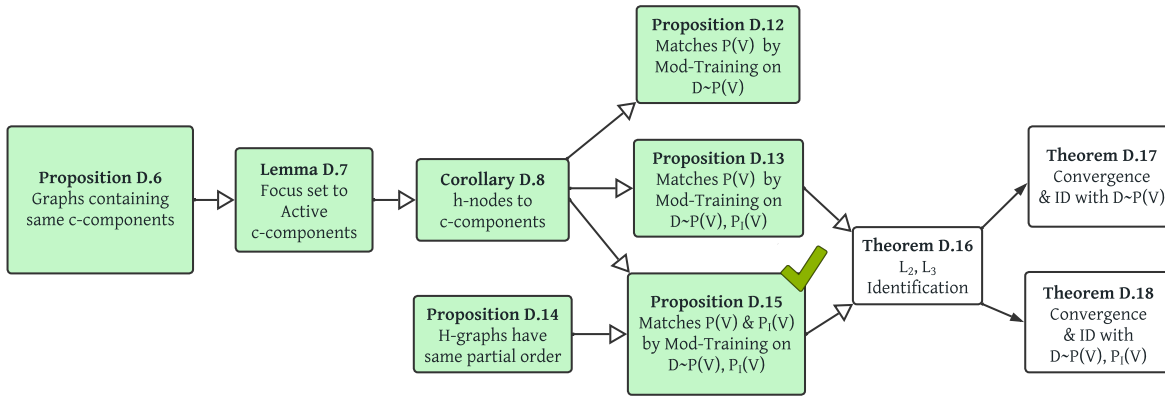 Proposition D.6
Graphs containing
same c-components
Lemma D.7
Focus set to
Active
c-components
Corollary D.8
h-nodes to
c-components
Proposition D.12
Matches P(V) by
Mod-Training on
D~P(V)
Proposition D.13
Matches P(V) by
Mod-Training on
D~P(V), P_I(V)
Proposition D.14
H-graphs have
same partial order
Proposition D.15
Matches P(V) & P_I(V)
by Mod-Training on
D~P(V), P_I(V)
Theorem D.16
L₂, L₃
Identification
Theorem D.17
Convergence
& ID with D~P(V)
Theorem D.18
Convergence
& ID with
D~P(V), P_I(V)